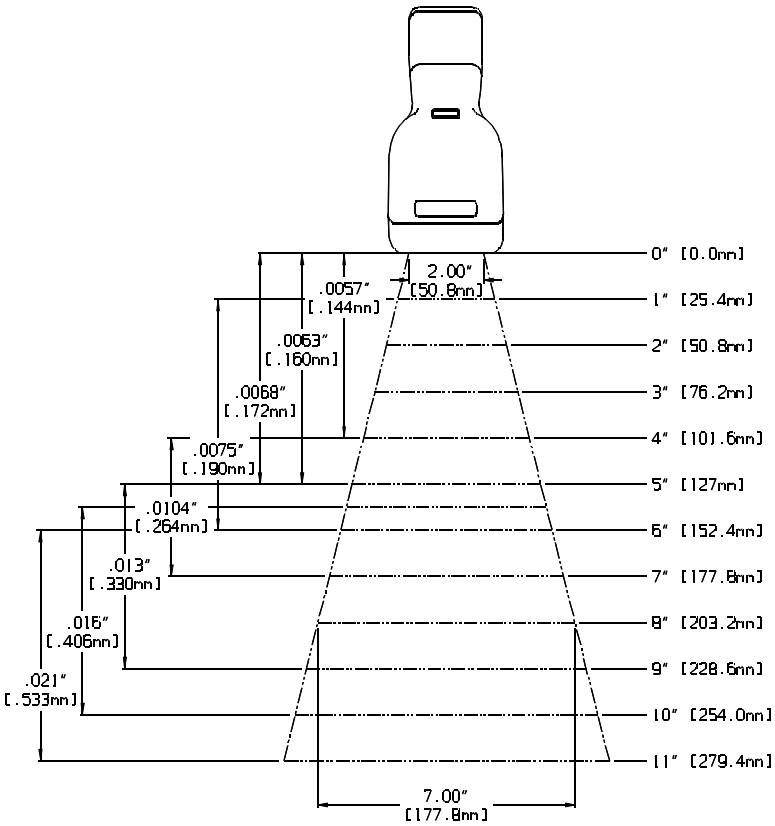 0" [0.0mm]
2.00"
[50.8mm]
.0057"
[.144mm]
1" [25.4mm]
.0063"
[.160mm]
2" [50.8mm]
.0068"
[.172mm]
3" [76.2mm]
4" [101.6mm]
.0075"
[.190mm]
5" [127mm]
.0104"
[.264mm]
6" [152.4mm]
.013"
[.330mm]
7" [177.8mm]
.016"
[.406mm]
8" [203.2mm]
9" [228.6mm]
.021"
[.533mm]
10" [254.0mm]
11" [279.4mm]
7.00"
[177.8mm]